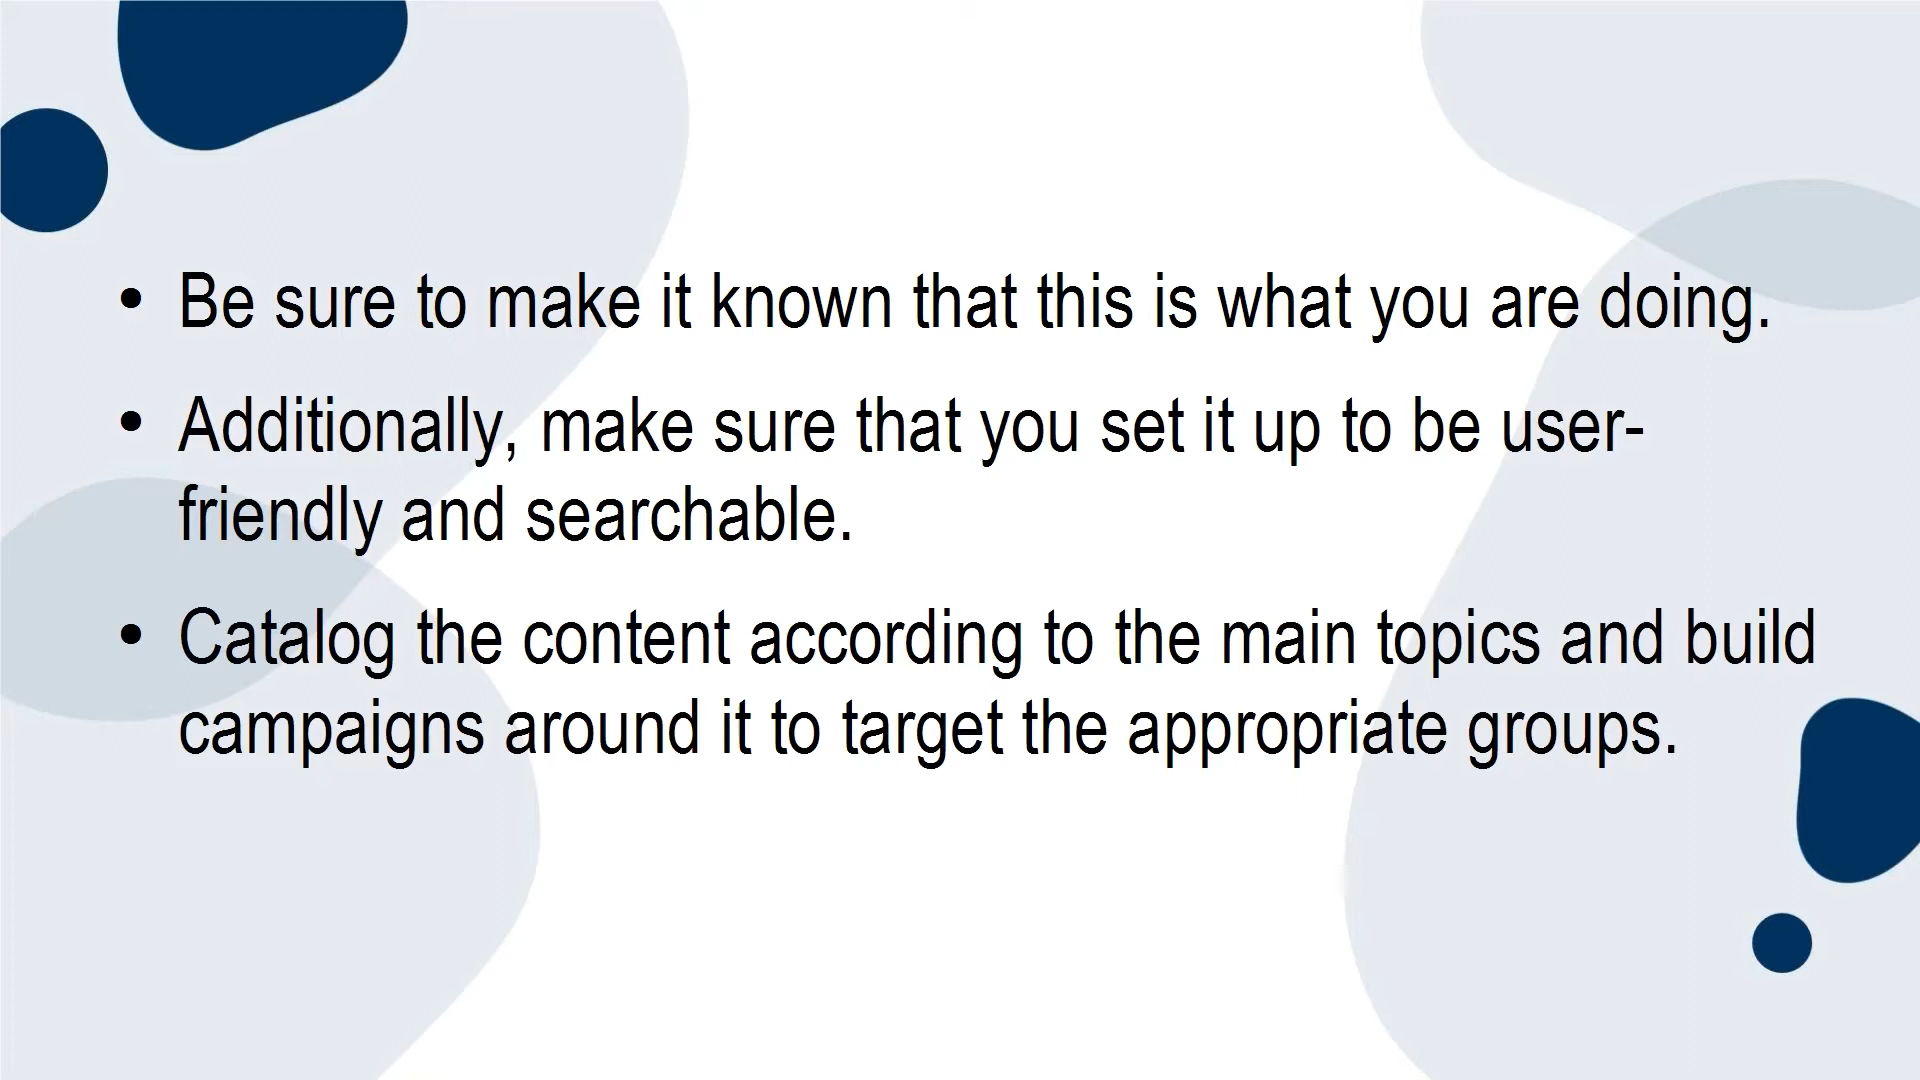 • Be sure to make it known that this is what you are doing.
• Additionally, make sure that you set it up to be user-
friendly and searchable.
• Catalog the content according to the main topics and build
campaigns around it to target the appropriate groups.